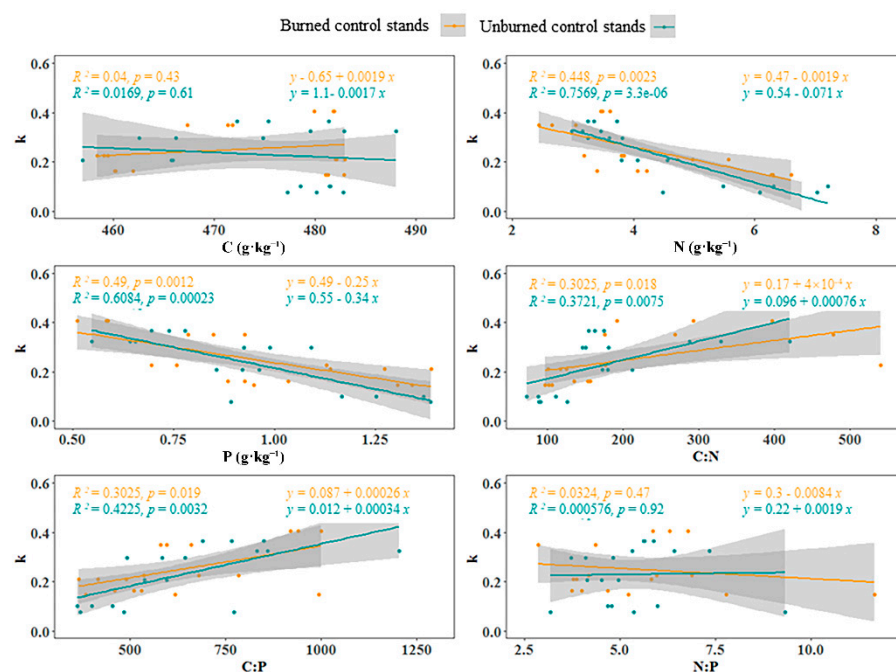 Burned control stands Unburned control stands
R² = 0.04, p = 0.43 y - 0.65 + 0.0019 x
R² = 0.0169, p = 0.61 y = 1.1- 0.0017 x
k
0.6
0.4
0.2
0.0
460 470 480 490
C (g·kg⁻¹)
R² = 0.448, p = 0.0023 y = 0.47 - 0.0019 x
R² = 0.7569, p = 3.3e-06 y = 0.54 - 0.071 x
k
0.6
0.4
0.2
0.0
2 4 6 8
N (g·kg⁻¹)
R² = 0.49, p = 0.0012 y = 0.49 - 0.25 x
R² = 0.6084, p = 0.00023 y = 0.55 - 0.34 x
k
0.6
0.4
0.2
0.0
0.50 0.75 1.00 1.25
P (g·kg⁻¹)
R² = 0.3025, p = 0.018 y = 0.17 + 4×10⁻⁴ x
R² = 0.3721, p = 0.0075 y = 0.096 + 0.00076 x
k
0.6
0.4
0.2
0.0
100 200 300 400 500
C:N
R² = 0.3025, p = 0.019 y = 0.087 + 0.00026 x
R² = 0.4225, p = 0.0032 y = 0.012 + 0.00034 x
k
0.6
0.4
0.2
0.0
500 750 1000 1250
C:P
R² = 0.0324, p = 0.47 y = 0.3 - 0.0084 x
R² = 0.000576, p = 0.92 y = 0.22 + 0.0019 x
k
0.6
0.4
0.2
0.0
2.5 5.0 7.5 10.0
N:P